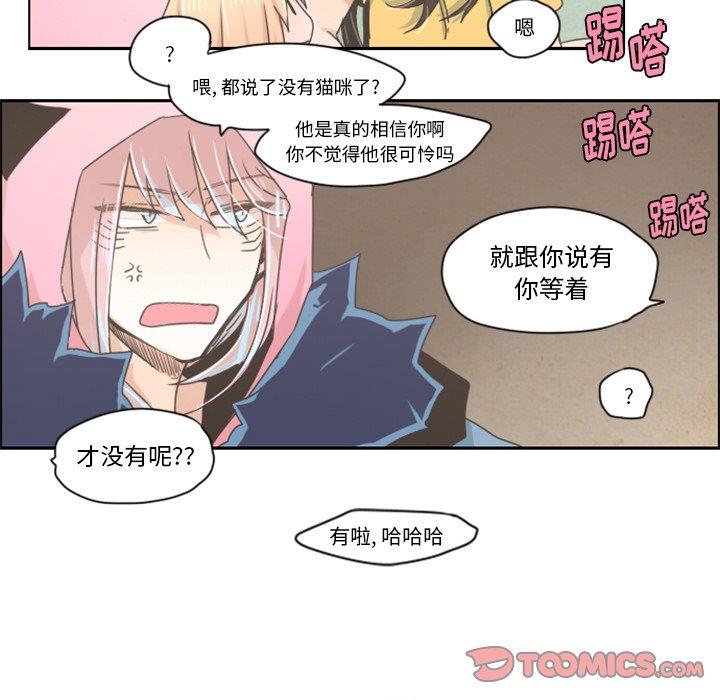 嗯
踢嗒
?
喂, 都说了没有猫咪了?
他是真的相信你啊
你不觉得他很可怜吗
踢嗒
踢嗒
就跟你说有
你等着
?
才没有呢??
有啦, 哈哈哈
TOOMICS.COM